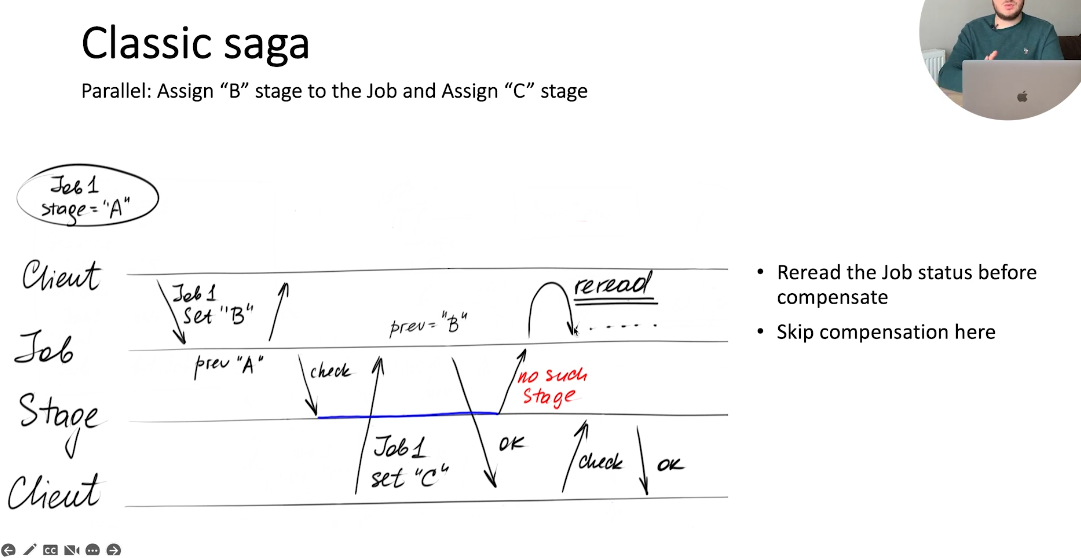 Classic saga
Parallel: Assign “B” stage to the Job and Assign “C” stage
Job 1
stage = "A"
Client
Job 1
set "B"
reread
prev = "B"
.....
Job
prev "A"
check
no such
stage
Stage
Job 1
set "C"
OK
check
OK
Client
• Reread the Job status before
compensate
• Skip compensation here
CC